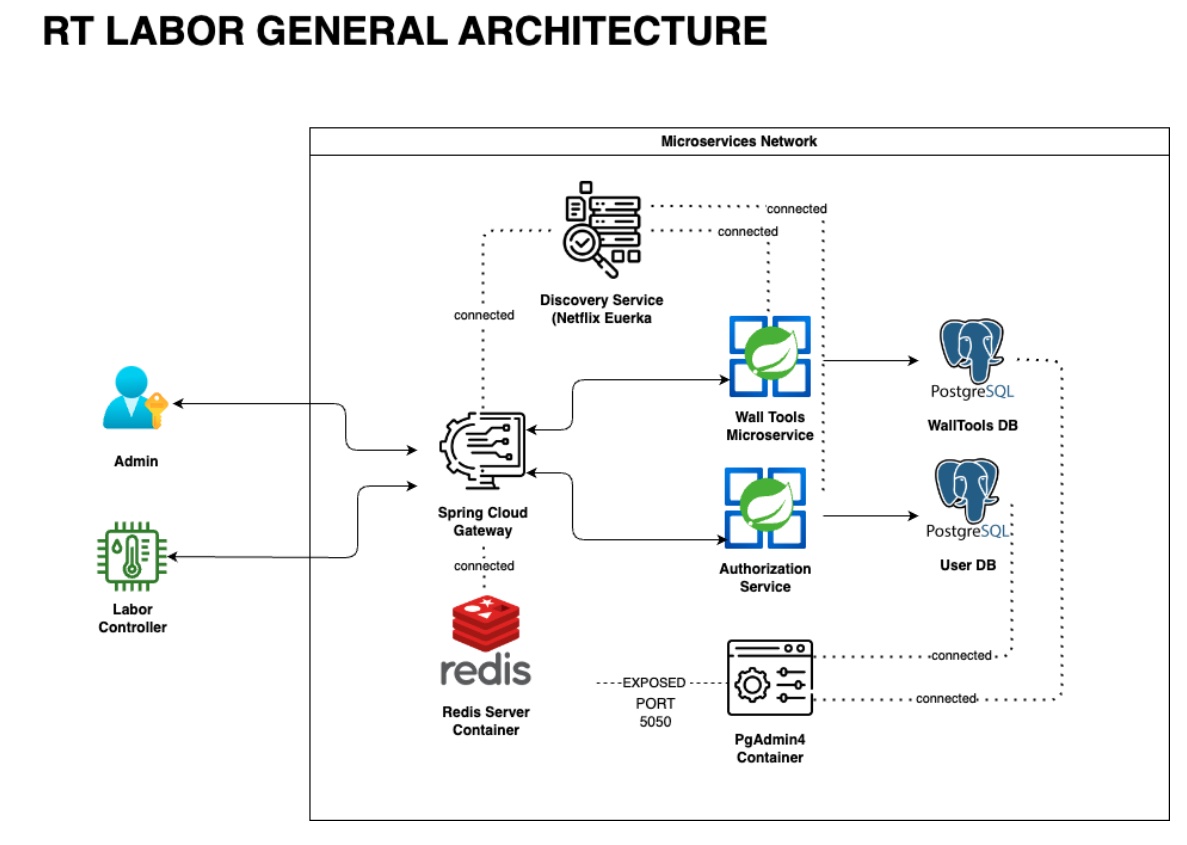 RT LABOR GENERAL ARCHITECTURE
Microservices Network
connected
connected
Discovery Service
(Netflix Euerka
connected
PostgreSQL
WallTools DB
Wall Tools
Microservice
Admin
Spring Cloud
Gateway
PostgreSQL
User DB
Authorization
Service
connected
Labor
Controller
redis
Redis Server
Container
connected
EXPOSED
PORT
5050
connected
PgAdmin4
Container